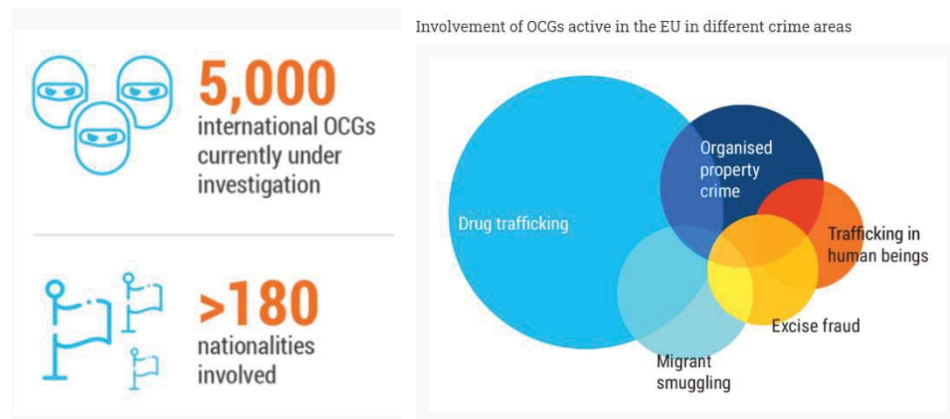 5,000
international OCGs
currently under
investigation
>180
nationalities
involved
Involvement of OCGs active in the EU in different crime areas
Organised
property
crime
Drug trafficking
Trafficking in
human beings
Excise fraud
Migrant
smuggling